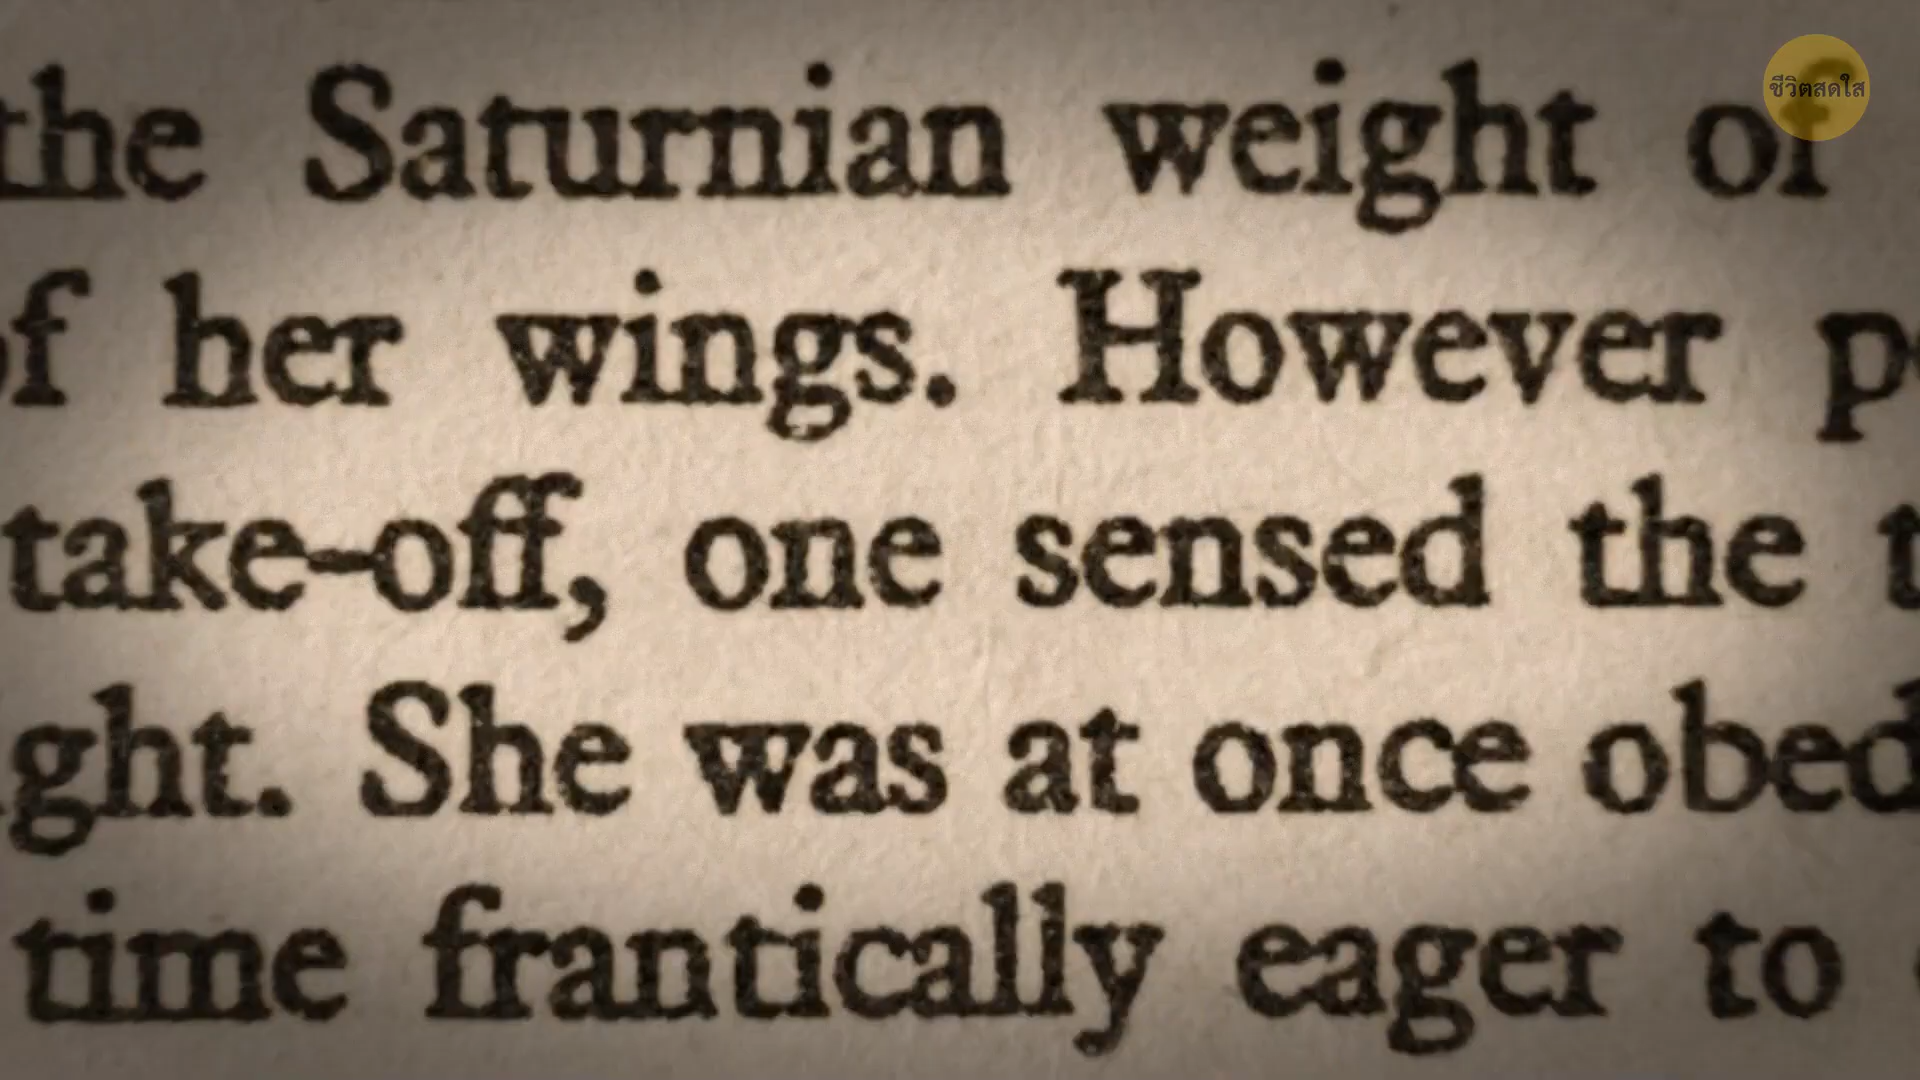 ชีวิตสดใส
the Saturnian weight of
of her wings. However p
take-off, one sensed the t
ght. She was at once obed
time frantically eager to